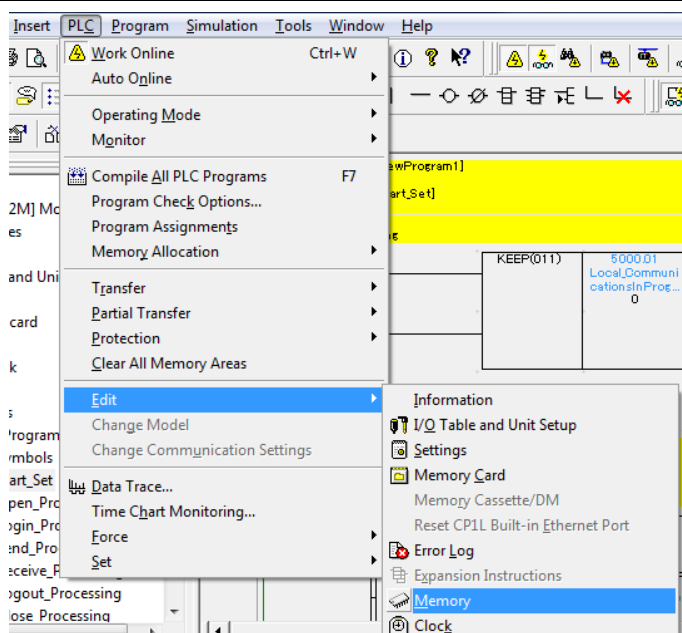 Insert PLC Program Simulation Tools Window Help
Work Online Ctrl+W
Auto Online
Operating Mode
Monitor
Compile All PLC Programs F7
Program Check Options...
Program Assignments
Memory Allocation
Transfer
Partial Transfer
Protection
Clear All Memory Areas
Edit
Change Model
Change Communication Settings
Data Trace...
Time Chart Monitoring...
Force
Set
Information
I/O Table and Unit Setup
Settings
Memory Card
Memory Cassette/DM
Reset CP1L Built-in Ethernet Port
Error Log
Expansion Instructions
Memory
Clock
ewProgram1]
art_Set]
g
KEEP(011)
5000.01
Local_Communi
cationsInProg...
0
2M] Mo
es
and Uni
card
k
s
Program
ymbols
art_Set
pen_Pro
ogin_Pro
end_Pro
eceive_P
ogout_Processing
lose_Processing